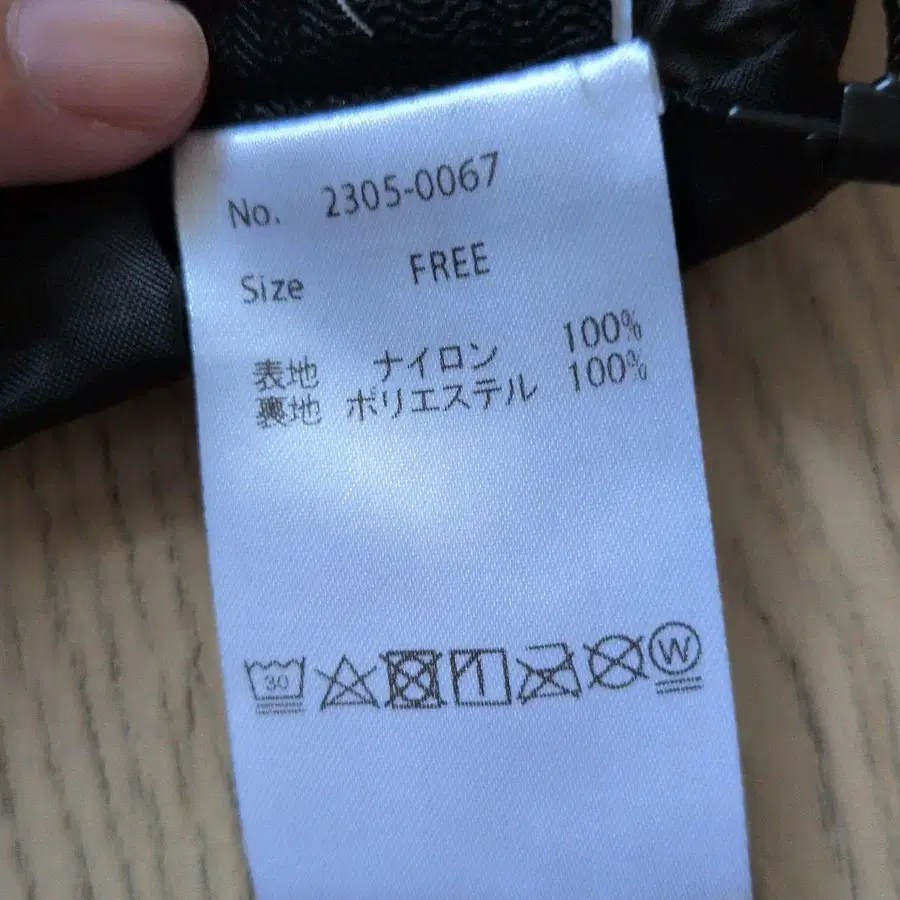 No. 2305-0067
Size FREE
表地 ナイロン 100%
裏地 ポリエステル 100%
30
W